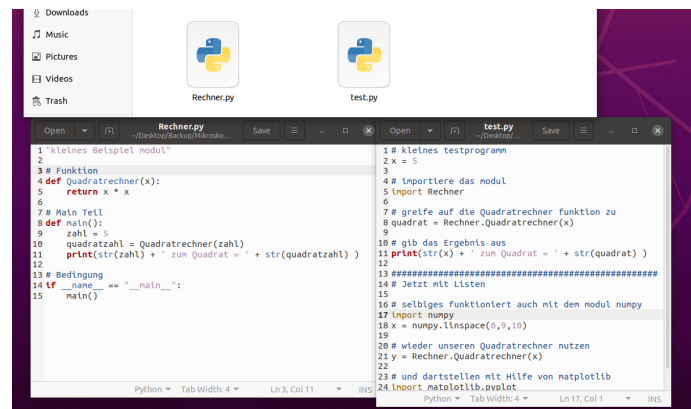 Downloads
Music
Pictures
Videos
Trash
Rechner.py
test.py
Open
Rechner.py
~/Desktop/Backup/Mikrosko...
Save
1 "kleines Beispiel modul"
2
3 # Funktion
4 def Quadratrechner(x):
5     return x * x
6
7 # Main Teil
8 def main():
9     zahl = 5
10     quadratzahl = Quadratrechner(zahl)
11     print(str(zahl) + ' zum Quadrat = ' + str(quadratzahl) )
12
13 # Bedingung
14 if __name__ == "__main__":
15     main()
Python
Tab Width: 4
Ln 3, Col 11
INS
Open
test.py
~/Desktop/...
Save
1 # kleines testprogramm
2 x = 5
3
4 # importiere das modul
5 import Rechner
6
7 # greife auf die Quadratrechner funktion zu
8 quadrat = Rechner.Quadratrechner(x)
9
10 # gib das Ergebnis aus
11 print(str(x) + ' zum Quadrat = ' + str(quadrat) )
12
13 ###################################################
14 # Jetzt mit Listen
15
16 # selbiges funktioniert auch mit dem modul numpy
17 import numpy
18 x = numpy.linspace(0,9,10)
19
20 # wieder unseren Quadratrechner nutzen
21 y = Rechner.Quadratrechner(x)
22
23 # und dartstellen mit Hilfe von matplotlib
24 import matplotlib.pyplot
Python
Tab Width: 4
Ln 17, Col 1
INS